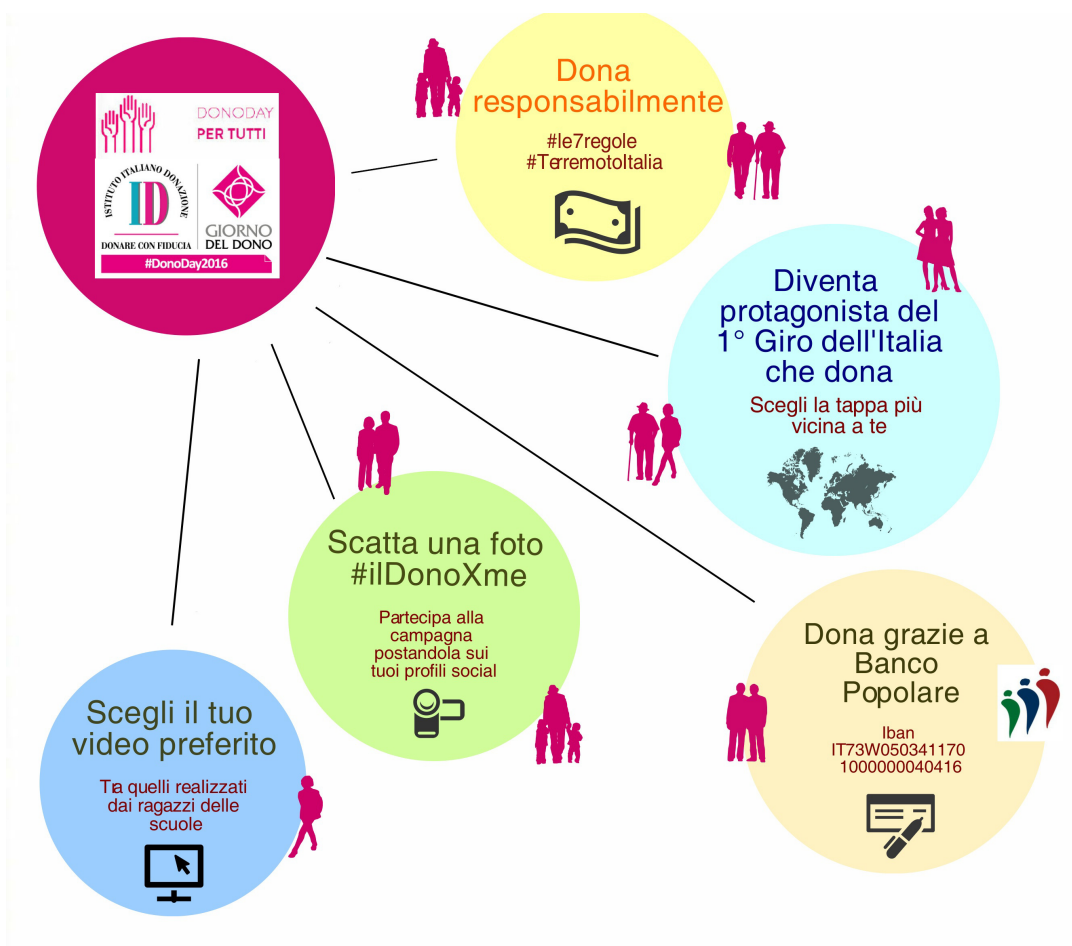 DONODAY
PER TUTTI
ISTITUTO ITALIANO DONAZIONE
ID
DONARE CON FIDUCIA
GIORNO
DEL DONO
#DonoDay2016
Dona
responsabilmente
#le7regole
#TerremotoItalia
Diventa
protagonista del
1° Giro dell'Italia
che dona
Scegli la tappa più
vicina a te
Scatta una foto
#ilDonoXme
Partecipa alla
campagna
postandola sui
tuoi profili social
Dona grazie a
Banco
Popolare
Iban
IT73W050341170
1000000040416
Scegli il tuo
video preferito
Tra quelli realizzati
dai ragazzi delle
scuole